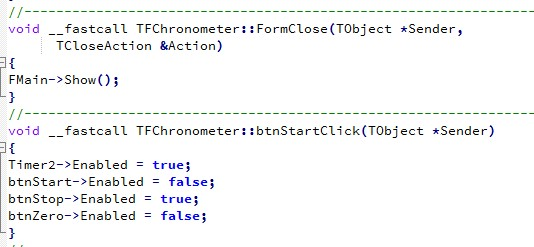 //---------------------------------------------------------------
void __fastcall TFChronometer::FormClose(TObject *Sender,
      TCloseAction &Action)
{
FMain->Show();
}
//---------------------------------------------------------------
void __fastcall TFChronometer::btnStartClick(TObject *Sender)
{
Timer2->Enabled = true;
btnStart->Enabled = false;
btnStop->Enabled = true;
btnZero->Enabled = false;
}